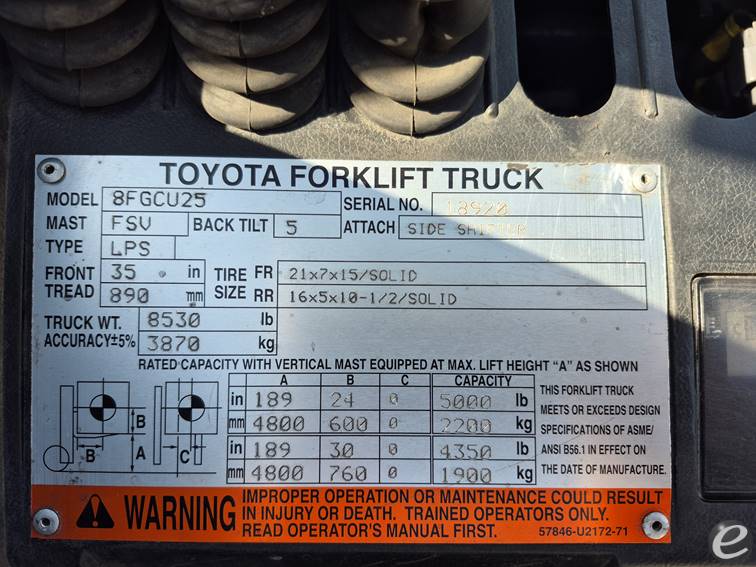 TOYOTA FORKLIFT TRUCK
MODEL 8FGCU25 SERIAL NO. 18920
MAST FSV BACK TILT 5 ATTACH SIDE SHIFTER
TYPE LPS
FRONT TREAD 35 in TIRE SIZE FR 21x7x15/SOLID
890 mm RR 16x5x10-1/2/SOLID
TRUCK WT. 8530 lb
ACCURACY±5% 3870 kg
RATED CAPACITY WITH VERTICAL MAST EQUIPPED AT MAX. LIFT HEIGHT "A" AS SHOWN
A B C CAPACITY
in 189 24 0 5000 lb
mm 4800 600 0 2200 kg
in 189 30 0 4350 lb
mm 4800 760 0 1900 kg
B
B
A
C
A
THIS FORKLIFT TRUCK
MEETS OR EXCEEDS DESIGN
SPECIFICATIONS OF ASME/
ANSI B56.1 IN EFFECT ON
THE DATE OF MANUFACTURE.
WARNING
IMPROPER OPERATION OR MAINTENANCE COULD RESULT
IN INJURY OR DEATH. TRAINED OPERATORS ONLY.
READ OPERATOR'S MANUAL FIRST.
57846-U2172-71